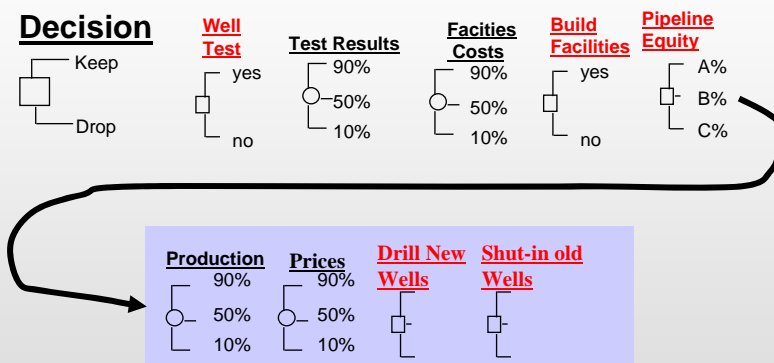 Decision
Keep
Drop
Well
Test
yes
no
Test Results
90%
50%
10%
Facities
Costs
90%
50%
10%
Build
Facilities
yes
no
Pipeline
Equity
A%
B%
C%
Production
90%
50%
10%
Prices
90%
50%
10%
Drill New
Wells
Shut-in old
Wells